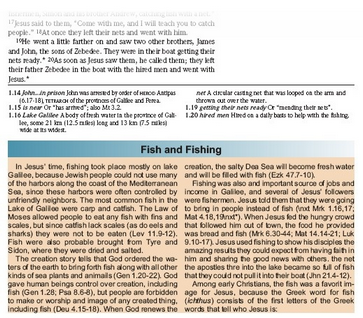 ¹⁷Jesus said to them, "Come with me, and I will teach you to catch
people." ¹⁸At once they left their nets and went with him.
¹⁹He went a little farther on and saw two other brothers, James
and John, the sons of Zebedee. They were in their boat getting their
nets ready.* ²⁰As soon as Jesus saw them, he called them; they left
their father Zebedee in the boat with the hired men and went with
Jesus.*
1.14 John...in prison John was arrested by order of HEROD Antipas
(6.17-18), TETRARCH of the provinces of Galilee and Perea.
1.15 is near Or "has arrived"; also Mt 3.2.
1.16 Lake Galilee A body of fresh water in the province of Gali-
lee, some 21 km (12.5 miles) long and 13 km (7.5 miles)
wide at its widest.
net A circular casting net that was looped on the arm and
thrown out over the water.
1.19 getting their nets ready Or "mending their nets".
1.20 hired men Hired on a daily basis to help with the fishing.
Fish and Fishing
In Jesus' time, fishing took place mostly on lake
Galilee, because Jewish people could not use many
of the harbors along the coast of the Mediterranean
Sea, since these harbors were often controlled by
unfriendly neighbors. The most common fish in the
Lake of Galilee were carp and catfish. The Law of
Moses allowed people to eat any fish with fins and
scales, but since catfish lack scales (as do eels and
sharks) they were not to be eaten (Lev 11.9-12).
Fish were also probable brought from Tyre and
Sidon, where they were dried and salted.
The creation story tells that God ordered the wa-
ters of the earth to bring forth fish along with all other
kinds of sea plants and animals (Gen 1.20-22). God
gave human beings control over creation, including
fish (Gen 1.28; Psa 8.6-8), but people are forbidden
to make or worship and image of any created thing,
including fish (Deu 4.15-18). When God renews the
creation, the salty Dea Sea will become fresh water
and will be filled with fish (Ezk 47.7-10).
Fishing was also and important source of jobs and
income in Galilee, and several of Jesus' followers
were fishermen. Jesus told them that they were going
to bring in people instead of fish (rnt Mrk 1.16,17;
Mat 4.18,19rnt*). When Jesus fed the hungry crowd
that followed him out of town, the food he provided
was bread and fish (Mrk 6.30-44; Mat 14.14-21; Luk
9.10-17). Jesus used fishing to show his disciples the
amazing results they could expect from having faith in
him and sharing the good news with others. the net
the apostles thre into the lake became so full of fish
that they could not pull it into their boat (Jhn 21.4-12).
Among early Christians, the fish was a favorit im-
age for Jesus, because the Greek word for fish
(ichthus) consists of the first letters of the Greek
words that tell who Jesus is: